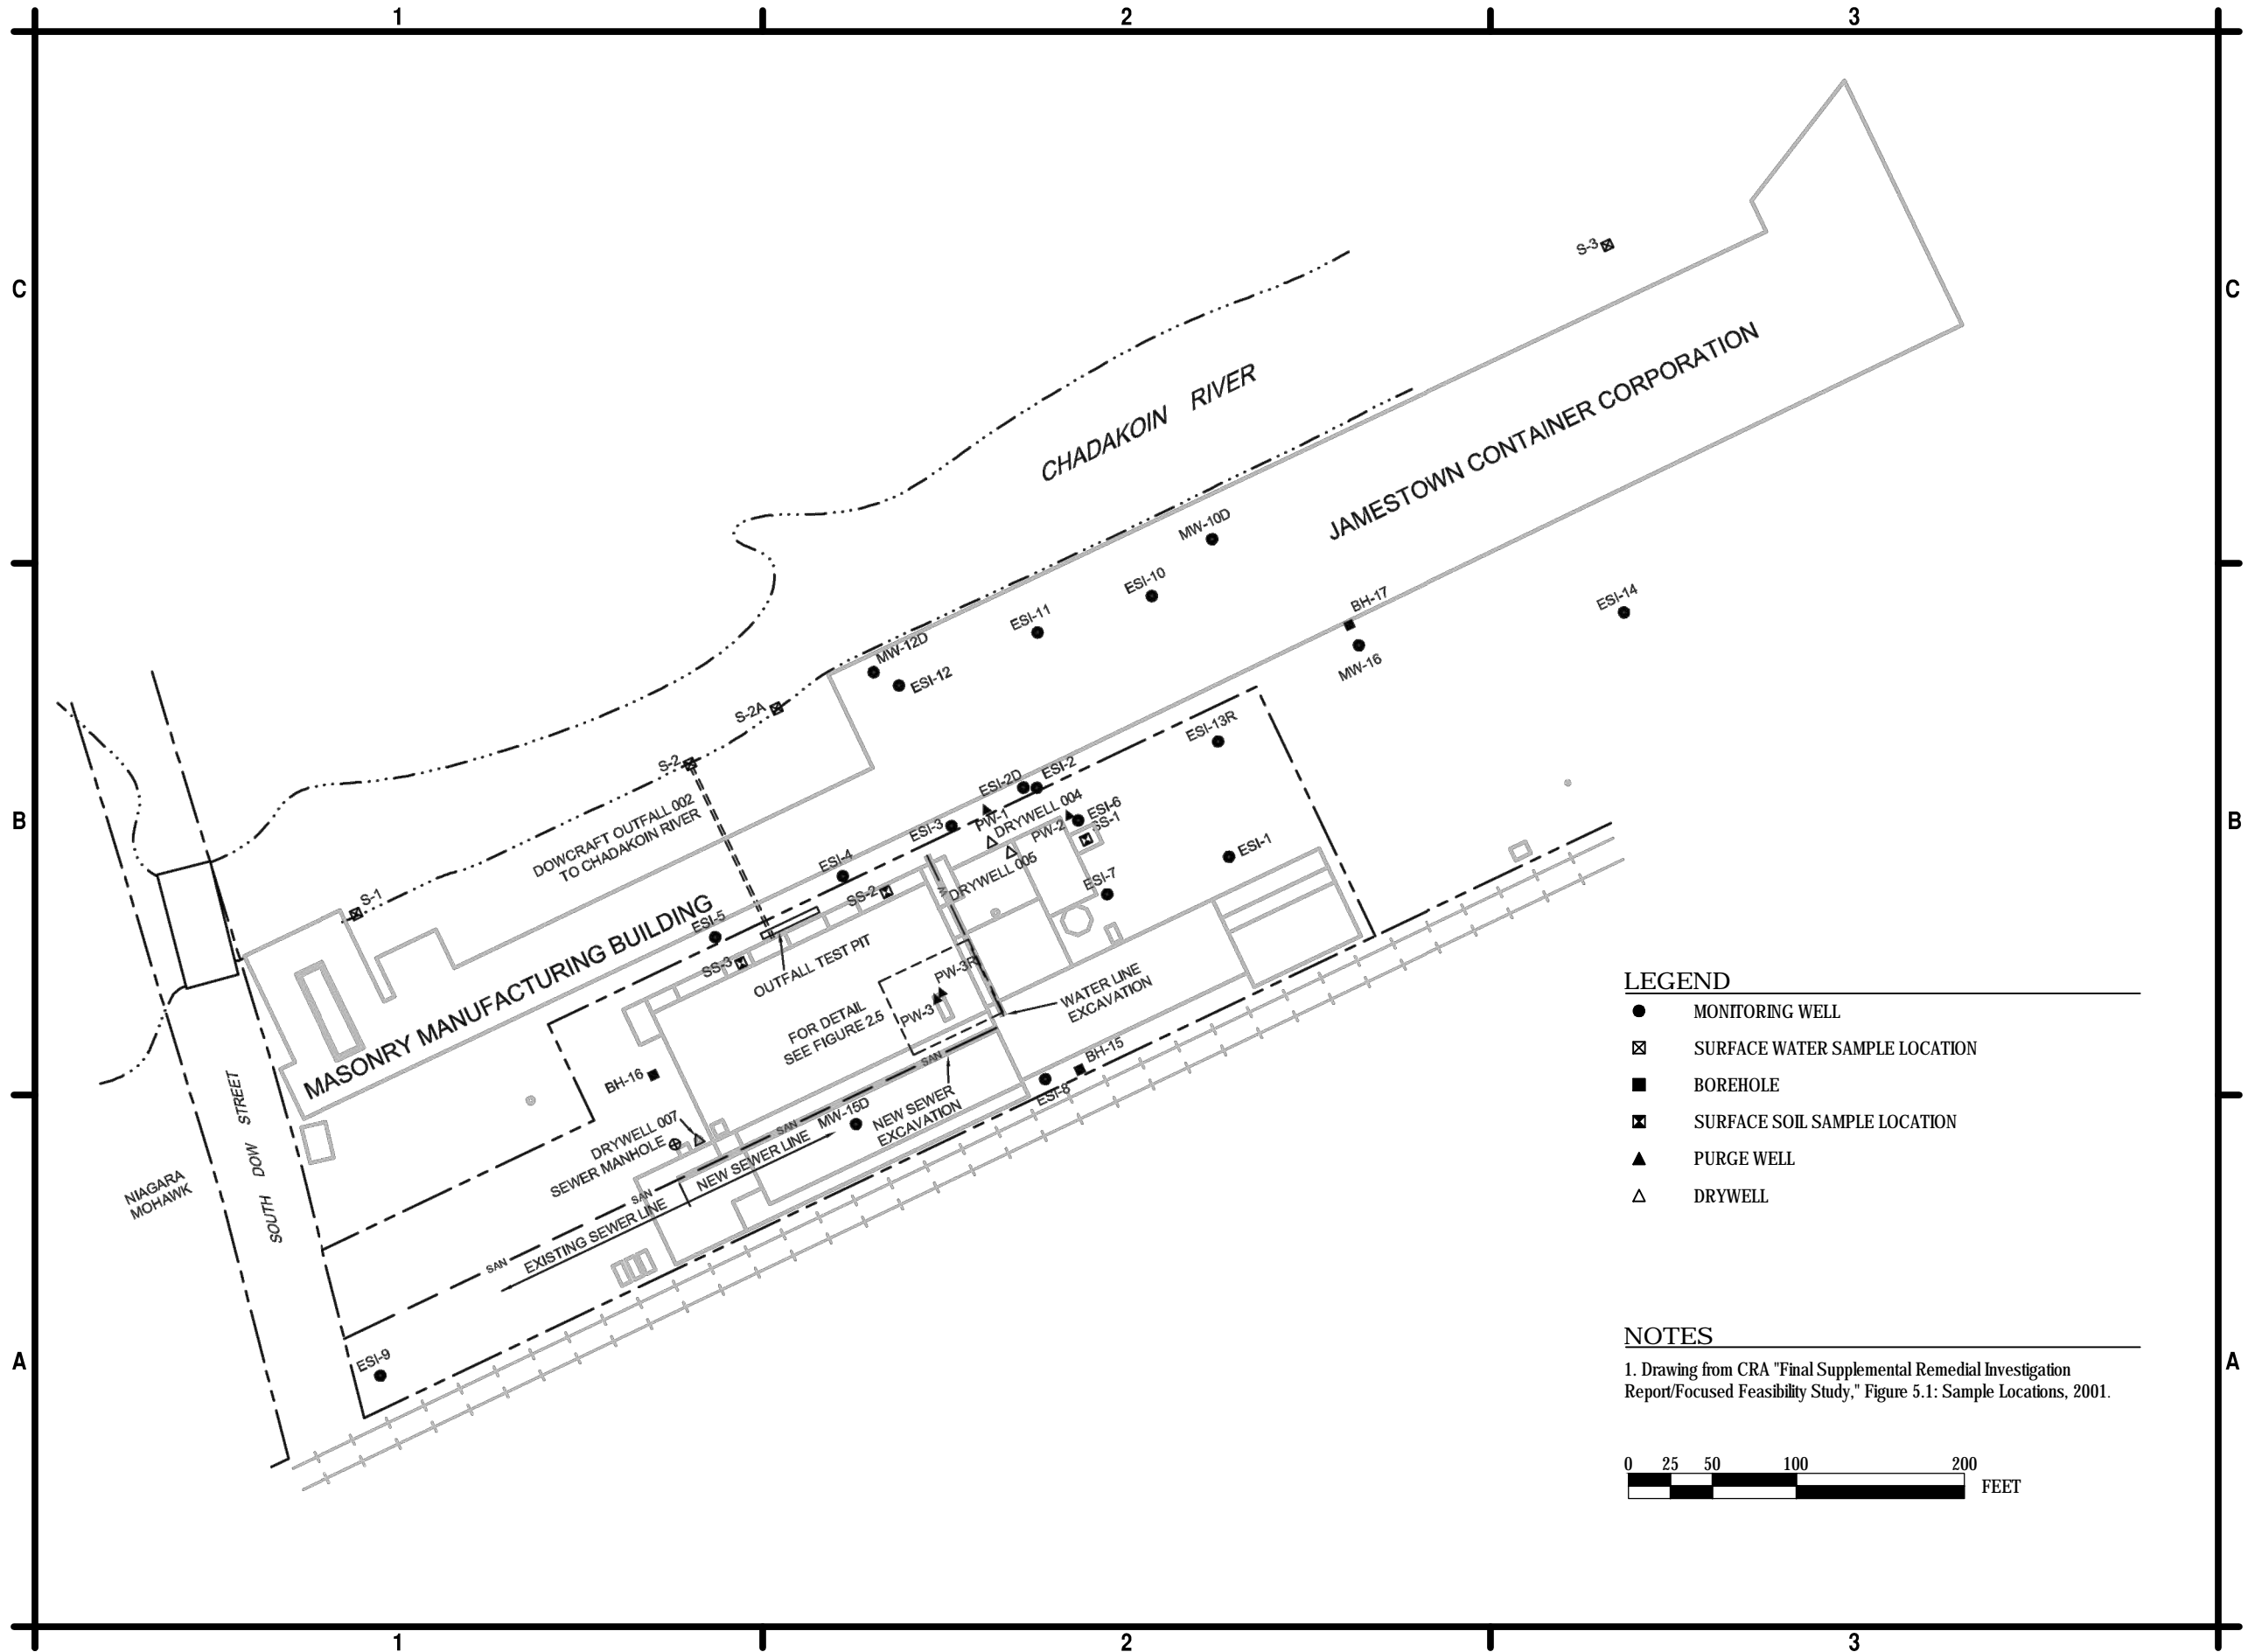 1
2
3
C
C
S-3
CHADAKOIN RIVER
JAMESTOWN CONTAINER CORPORATION
MW-10D
ESI-10
ESI-11
BH-17
ESI-14
MW-12D
ESI-12
MW-16
S-2A
ESI-13R
S-2
ESI-2D
ESI-2
DOWCRAFT OUTFALL 002
TO CHADAKOIN RIVER
B
B
PW-1
DRYWELL 004
ESI-6
ESI-3
PW-2
SS-1
ESI-4
DRYWELL 005
ESI-1
S-1
SS-2
ESI-7
MASONRY MANUFACTURING BUILDING
ESI-5
SS-3
OUTFALL TEST PIT
PW-3R
PW-3
WATER LINE
EXCAVATION
FOR DETAIL
SEE FIGURE 2.5
SAN
BH-15
BH-16
ESI-8
MW-15D
NEW SEWER
EXCAVATION
SAN
DRYWELL 007
SEWER MANHOLE
NEW SEWER LINE
SAN
EXISTING SEWER LINE
SAN
SOUTH DOW STREET
NIAGARA
MOHAWK
ESI-9
A
A
LEGEND
MONITORING WELL
SURFACE WATER SAMPLE LOCATION
BOREHOLE
SURFACE SOIL SAMPLE LOCATION
PURGE WELL
DRYWELL
NOTES
1. Drawing from CRA "Final Supplemental Remedial Investigation
Report/Focused Feasibility Study," Figure 5.1: Sample Locations, 2001.
0 25 50 100 200
FEET
1
2
3